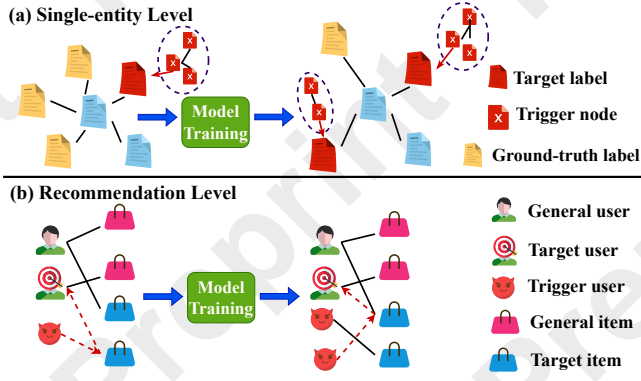 (a) Single-entity Level
Model
Training
Target label
Trigger node
Ground-truth label
(b) Recommendation Level
Model
Training
General user
Target user
Trigger user
General item
Target item
Preprint